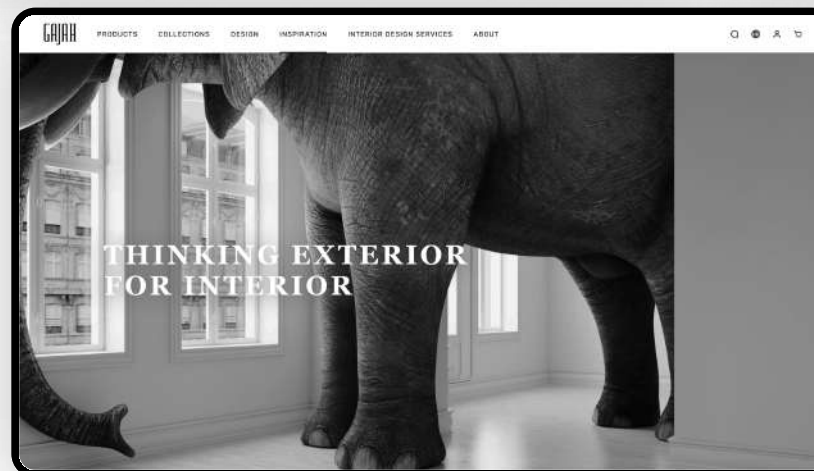 GAJAH
PRODUCTS COLLECTIONS DESIGN INSPIRATION INTERIOR DESIGN SERVICES ABOUT
THINKING EXTERIOR
FOR INTERIOR